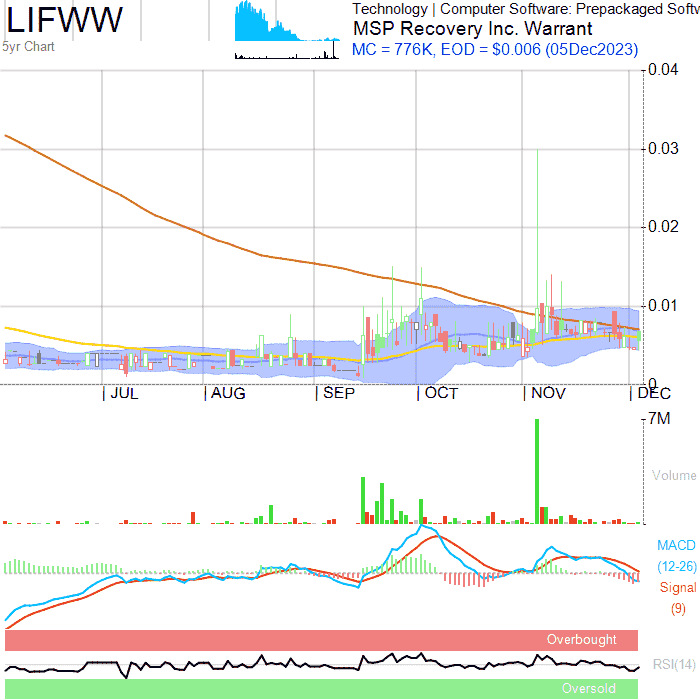 LIFWW
5yr Chart
Technology | Computer Software: Prepackaged Softw
MSP Recovery Inc. Warrant
MC = 776K, EOD = $0.006 (05Dec2023)
0.04
0.03
0.02
0.01
0
JUL
AUG
SEP
OCT
NOV
DEC
7M
Volume
MACD
(12-26)
Signal
(9)
Overbought
RSI(14)
Oversold